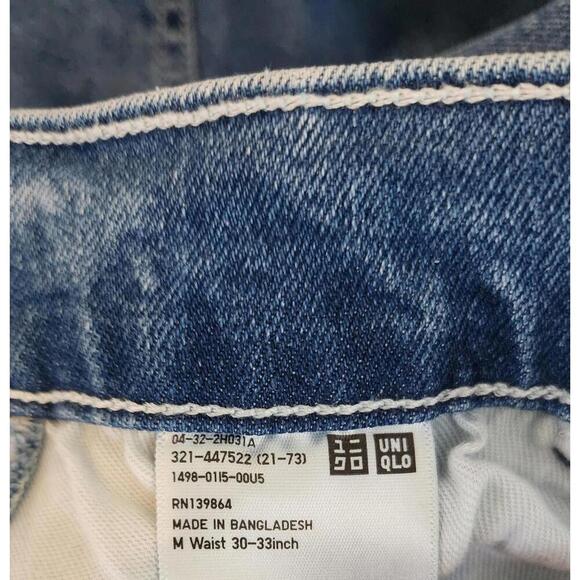 04-32-2H031A
321-447522 (21-73)
1498-0115-00U5
ユニ
クロ
UNI
QLO
RN139864
MADE IN BANGLADESH
M Waist 30-33inch